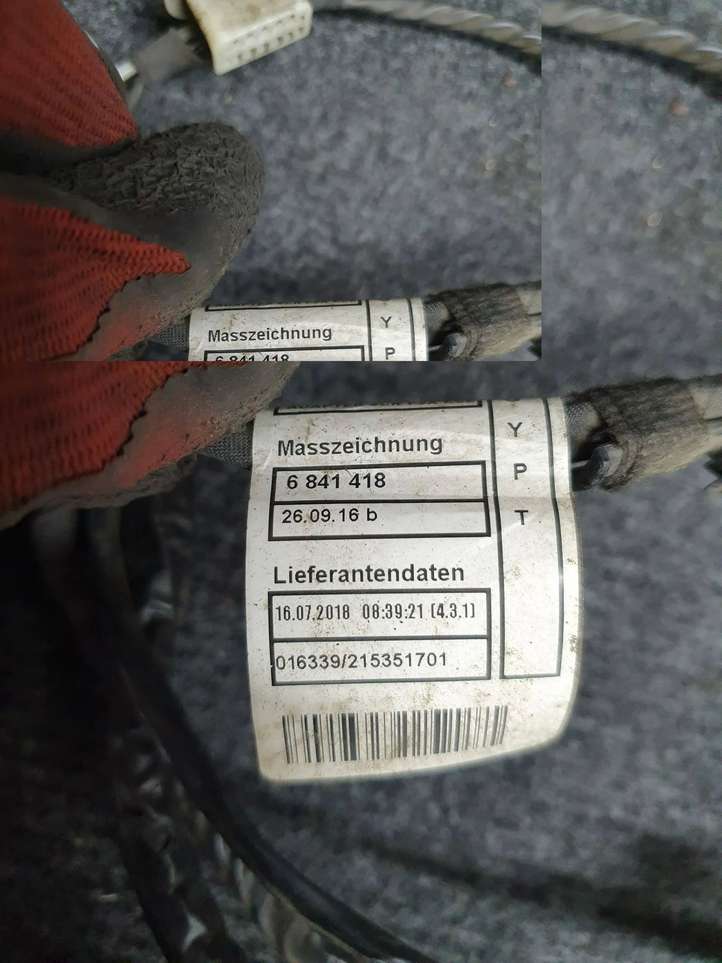 Masszeichnung
Y
6 841 418
P
Masszeichnung
Y
6 841 418
P
26.09.16 b
T
Lieferantendaten
16.07.2018 08:39:21 (4.3.1)
016339/215351701